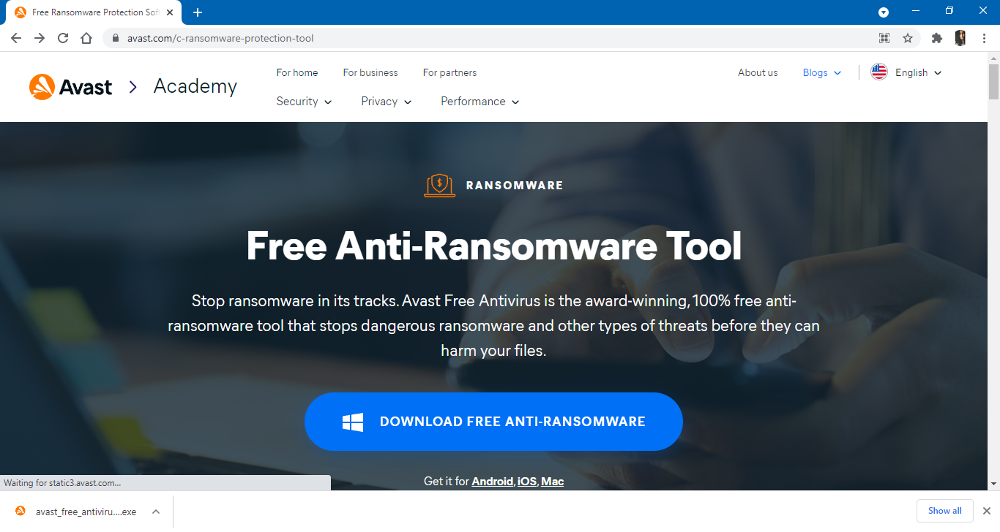 Free Ransomware Protection Sof
avast.com/c-ransomware-protection-tool
Avast
Academy
For home
For business
For partners
About us
Blogs
English
Security
Privacy
Performance
$
RANSOMWARE
Free Anti-Ransomware Tool
Stop ransomware in its tracks. Avast Free Antivirus is the award-winning, 100% free anti-
ransomware tool that stops dangerous ransomware and other types of threats before they can
harm your files.
DOWNLOAD FREE ANTI-RANSOMWARE
Get it for Android, iOS, Mac
Waiting for static3.avast.com...
avast_free_antiviru....exe
Show all